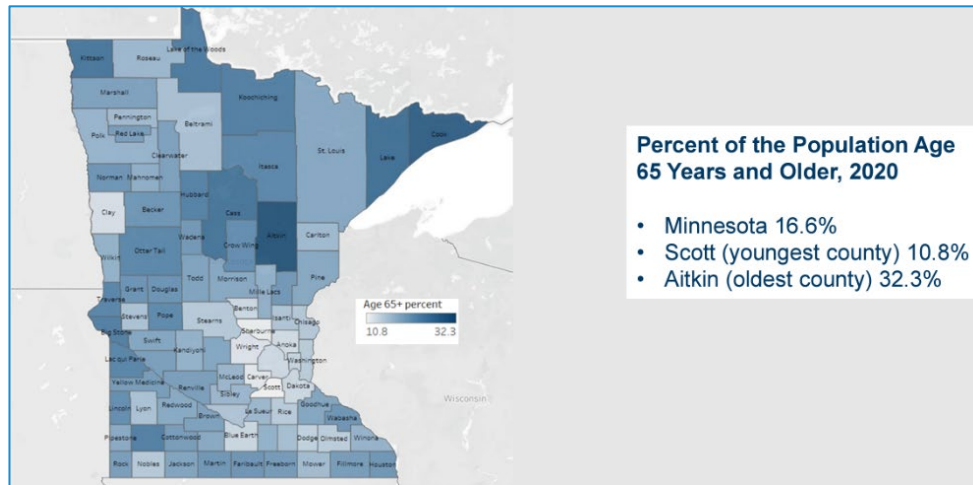 Kittson
Roseau
Lake of the Woods
Marshall
Koochiching
Pennington
Beltrami
Polk
Red Lake
Clearwater
St. Louis
Lake
Cook
Itasca
Norman
Mahnomen
Hubbard
Cass
Clay
Becker
Aitkin
Wadena
Crow Wing
Carlton
Wilkin
Otter Tail
Todd
Morrison
Mille Lacs
Pine
Grant
Douglas
Traverse
Stevens
Pope
Stearns
Benton
Isanti
Chisago
Sherburne
Big Stone
Swift
Kandiyohi
Wright
Anoka
Washington
Lac qui Parle
Yellow Medicine
Renville
McLeod
Carver
Scott
Dakota
Sibley
Lincoln
Lyon
Redwood
Brown
Le Sueur
Rice
Goodhue
Wabasha
Pipestone
Cottonwood
Blue Earth
Dodge
Olmsted
Winona
Rock
Nobles
Jackson
Martin
Faribault
Freeborn
Mower
Fillmore
Houston
Wisconsin
Age 65+ percent
10.8 32.3
Percent of the Population Age
65 Years and Older, 2020
• Minnesota 16.6%
• Scott (youngest county) 10.8%
• Aitkin (oldest county) 32.3%